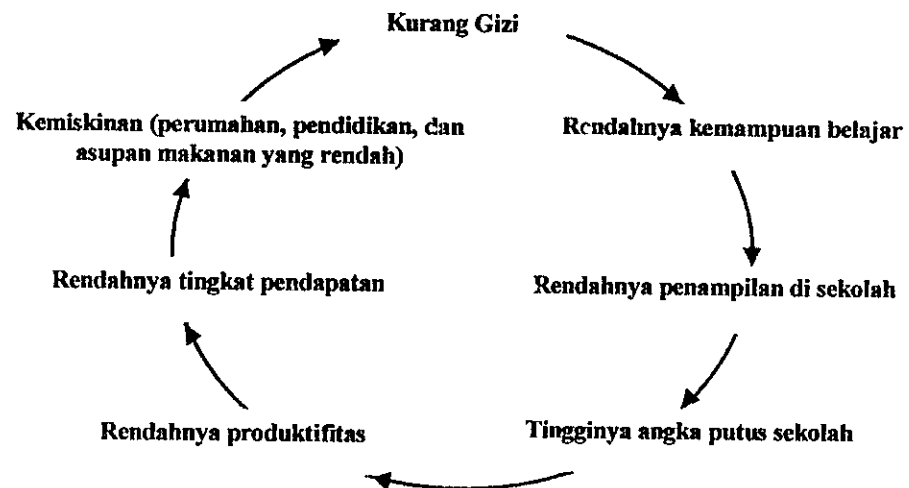 Kurang Gizi
Kemiskinan (perumahan, pendidikan, dan
asupan makanan yang rendah)
Rendahnya kemampuan belajar
Rendahnya tingkat pendapatan
Rendahnya penampilan di sekolah
Rendahnya produktifitas
Tingginya angka putus sekolah